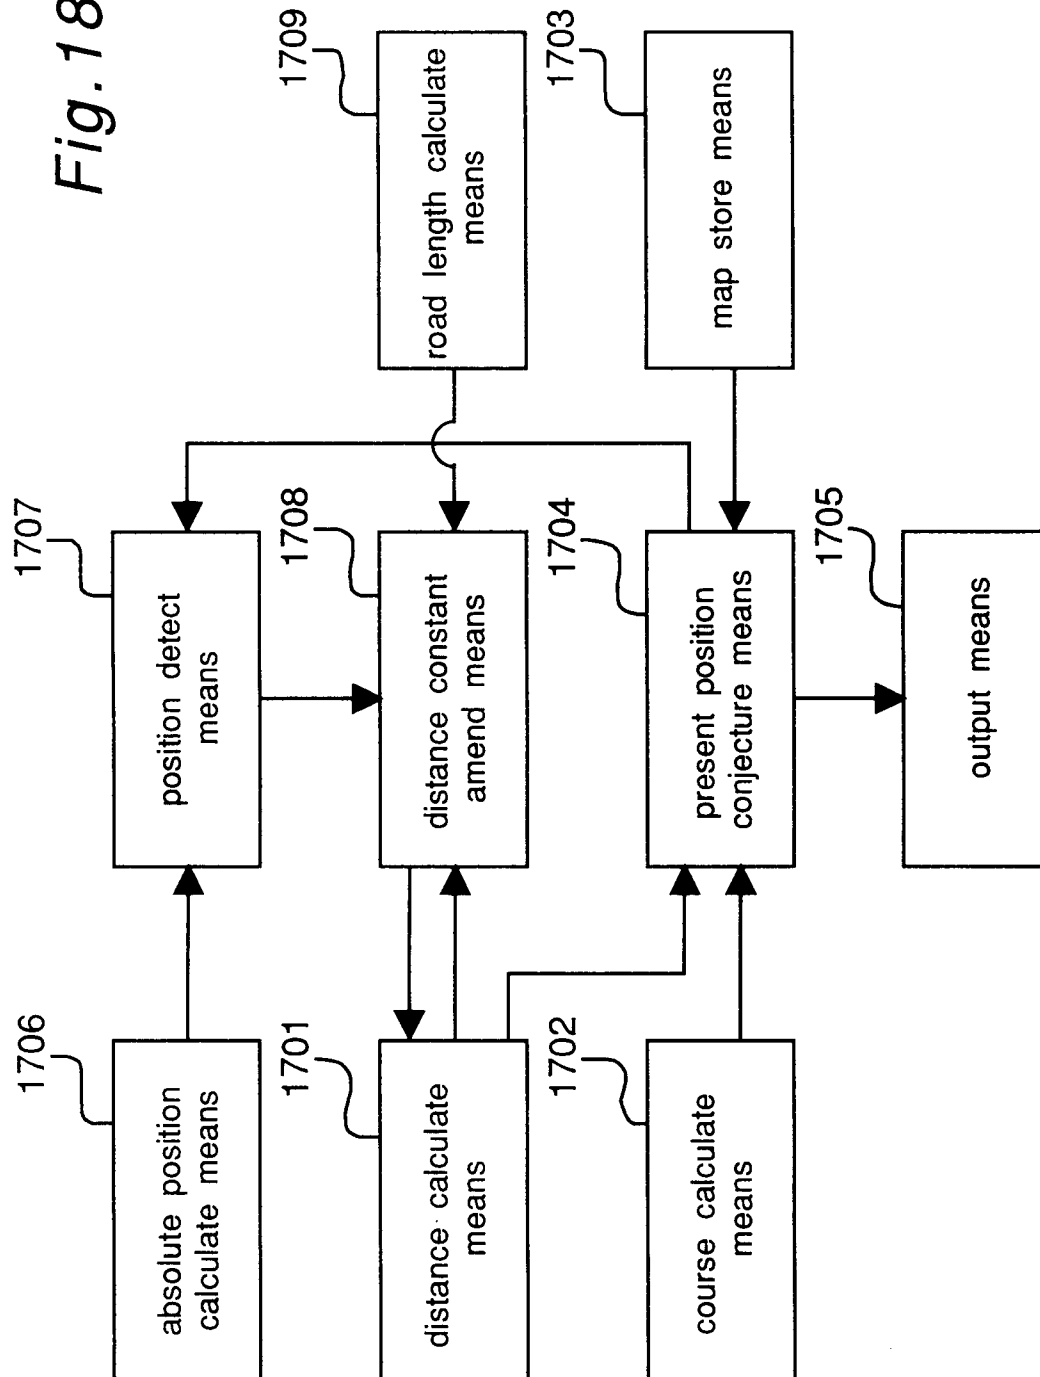 Fig.18
1706
absolute position
calculate means
1707
position detect
means
1701
distance calculate
means
1708
distance constant
amend means
1709
road length calculate
means
1702
course calculate
means
1704
present position
conjecture means
1703
map store means
1705
output means